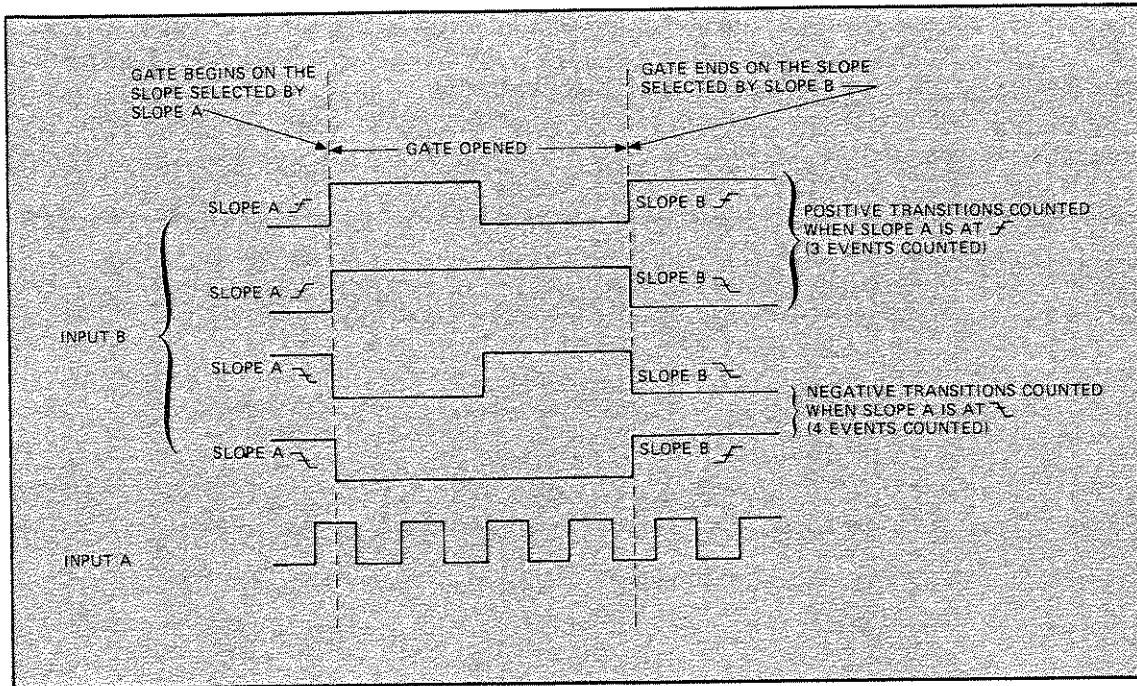 GATE BEGINS ON THE
SLOPE SELECTED BY
SLOPE A
GATE ENDS ON THE SLOPE
SELECTED BY SLOPE B
GATE OPENED
SLOPE A
SLOPE B
POSITIVE TRANSITIONS COUNTED
WHEN SLOPE A IS AT
(3 EVENTS COUNTED)
SLOPE A
SLOPE B
INPUT B
SLOPE A
SLOPE B
NEGATIVE TRANSITIONS COUNTED
WHEN SLOPE A IS AT
(4 EVENTS COUNTED)
SLOPE A
SLOPE B
INPUT A